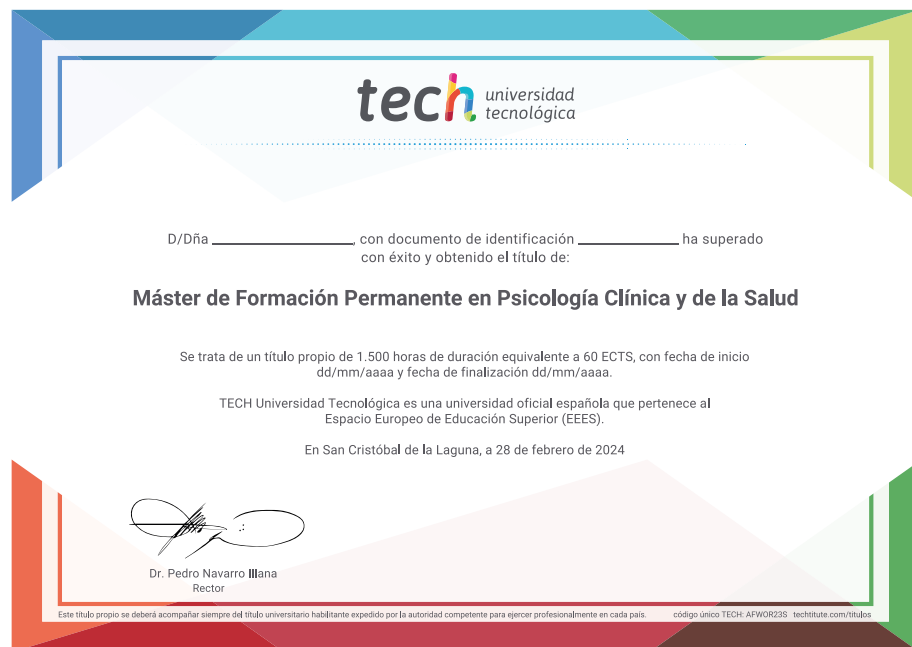 tech universidad
tecnológica
D/Dña ______________, con documento de identificación ____________ ha superado
con éxito y obtenido el título de:
Máster de Formación Permanente en Psicología Clínica y de la Salud
Se trata de un título propio de 1.500 horas de duración equivalente a 60 ECTS, con fecha de inicio
dd/mm/aaaa y fecha de finalización dd/mm/aaaa.
TECH Universidad Tecnológica es una universidad oficial española que pertenece al
Espacio Europeo de Educación Superior (EEES).
En San Cristóbal de la Laguna, a 28 de febrero de 2024
Dr. Pedro Navarro Illana
Rector
Este título propio se deberá acompañar siempre del título universitario habilitante expedido por la autoridad competente para ejercer profesionalmente en cada país. código único TECH: AFWOR23S techtitute.com/titulos